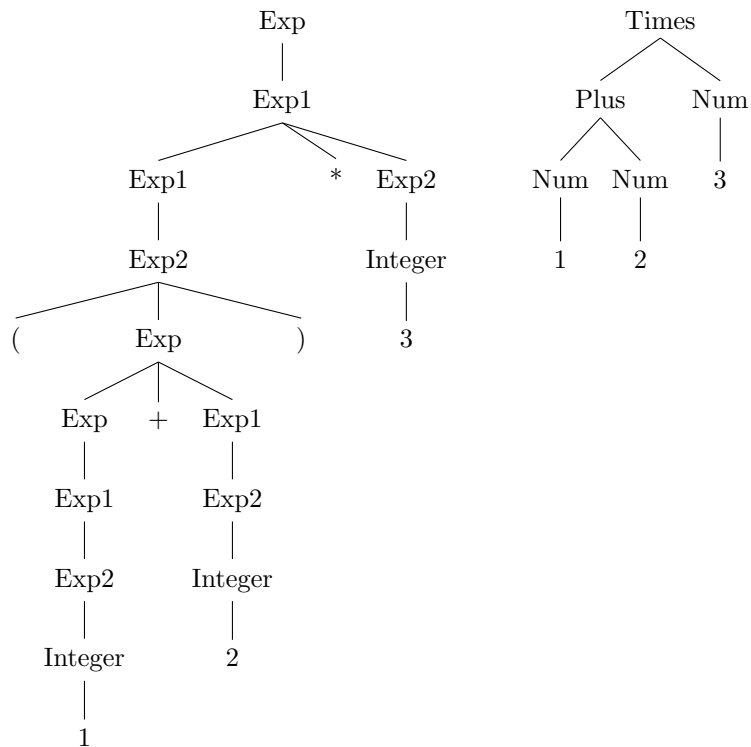 Exp Times
Exp1 Plus Num
Exp1 * Exp2 Num Num 3
Exp2 Integer 1 2
( Exp ) 3
Exp + Exp1
Exp1 Exp2
Exp2 Integer
Integer 2
1